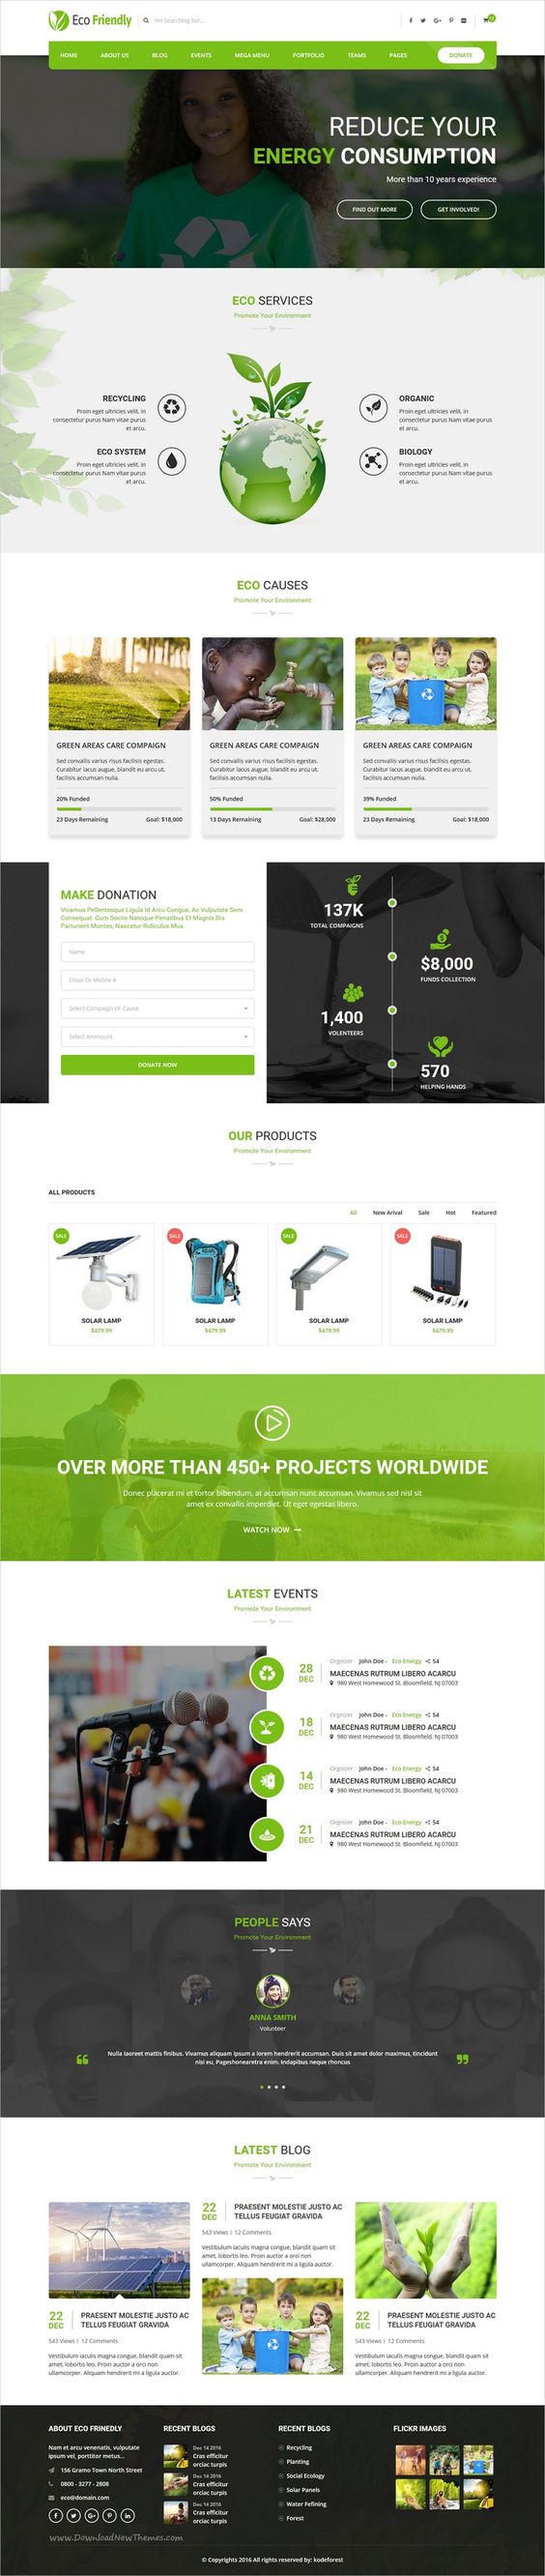 Eco Friendly
I'm Searching For...
HOME ABOUT US BLOG EVENTS MEGA MENU PORTFOLIO TEAMS PAGES DONATE
REDUCE YOUR
ENERGY CONSUMPTION
More than 10 years experience
FIND OUT MORE GET INVOLVED!
ECO SERVICES
Promote Your Environment
RECYCLING
Proin eget ultricies velit, in
consectetur purus Nam vitae purus
et arcu.
ECO SYSTEM
Proin eget ultricies velit, in
consectetur purus Nam vitae purus
et arcu.
ORGANIC
Proin eget ultricies velit, in
consectetur purus Nam vitae purus
et arcu.
BIOLOGY
Proin eget ultricies velit, in
consectetur purus Nam vitae purus
et arcu.
ECO CAUSES
Promote Your Environment
GREEN AREAS CARE COMPAIGN
Sed convallis varius risus facilisis egestas.
Curabitur lacus augue, blandit eu arcu ut,
facilisis accumsan nulla.
20% Funded
23 Days Remaining Goal: $18,000
GREEN AREAS CARE COMPAIGN
Sed convallis varius risus facilisis egestas.
Curabitur lacus augue, blandit eu arcu ut,
facilisis accumsan nulla.
50% Funded
13 Days Remaining Goal: $28,000
GREEN AREAS CARE COMPAIGN
Sed convallis varius risus facilisis egestas.
Curabitur lacus augue, blandit eu arcu ut,
facilisis accumsan nulla.
39% Funded
23 Days Remaining Goal: $18,000
MAKE DONATION
Vivamus Pellentesque Ligula Id Arcu Congue, Ac Vulputate Sem
Consequat. Cum Sociis Natoque Penatibus Et Magnis Dis
Parturient Montes, Nascetur Ridiculus Mus.
Name
Email Or Mobile #
Select Compaign Or Cause
Select Ammount
DONATE NOW
137K
TOTAL COMPAIGNS
$8,000
FUNDS COLLECTION
1,400
VOLENTEERS
570
HELPING HANDS
OUR PRODUCTS
Promote Your Environment
ALL PRODUCTS
All New Arival Sale Hot Featured
SALE
SOLAR LAMP
$479.99
SALE
SOLAR LAMP
$479.99
SALE
SOLAR LAMP
$479.99
SALE
SOLAR LAMP
$479.99
OVER MORE THAN 450+ PROJECTS WORLDWIDE
Donec placerat mi et tortor bibendum, at accumsan nunc accumsan. Vivamus sed nisl sit
amet ex convallis imperdiet. Ut eget egestas libero.
WATCH NOW
LATEST EVENTS
Promote Your Environment
28 DEC
Orgnizer John Doe - Eco Energy 54
MAECENAS RUTRUM LIBERO ACARCU
980 West Homewood St. Bloomfield, NJ 07003
18 DEC
Orgnizer John Doe - Eco Energy 54
MAECENAS RUTRUM LIBERO ACARCU
980 West Homewood St. Bloomfield, NJ 07003
14 DEC
Orgnizer John Doe - Eco Energy 54
MAECENAS RUTRUM LIBERO ACARCU
980 West Homewood St. Bloomfield, NJ 07003
21 DEC
Orgnizer John Doe - Eco Energy 54
MAECENAS RUTRUM LIBERO ACARCU
980 West Homewood St. Bloomfield, NJ 07003
PEOPLE SAYS
Promote Your Environment
ANNA SMITH
Volunteer
Nulla laoreet mattis finibus. Vivamus aliquam ipsum a lorem hendrerit accumsan. Duis sit amet dolor maximus, tincidunt
nisi eu, Pageshonearetra enim. Indapibus neque rhoncus
LATEST BLOG
Promote Your Environment
22 DEC
PRAESENT MOLESTIE JUSTO AC
TELLUS FEUGIAT GRAVIDA
543 Views | 12 Comments
Vestibulum iaculis magna congue, blandit quam sit
amet, lobortis leo. Proin auctor a orci non
ullamcorper. Aliquam hendrerit mi a ligula auctor.
22 DEC
PRAESENT MOLESTIE JUSTO AC
TELLUS FEUGIAT GRAVIDA
543 Views | 12 Comments
Vestibulum iaculis magna congue, blandit quam sit
amet, lobortis leo. Proin auctor a orci non
ullamcorper. Aliquam hendrerit mi a ligula auctor.
22 DEC
PRAESENT MOLESTIE JUSTO AC
TELLUS FEUGIAT GRAVIDA
543 Views | 12 Comments
Vestibulum iaculis magna congue, blandit quam sit
amet, lobortis leo. Proin auctor a orci non
ullamcorper. Aliquam hendrerit mi a ligula auctor.
ABOUT ECO FRINEDLY
Nam et arcu venenatis, vulputate
ipsum vel, porttitor metus...
156 Gramo Town North Street
0800 - 3277 - 2808
eco@domain.com
RECENT BLOGS
Dec 14 2016
Cras efficitur
orciac turpis
Dec 14 2016
Cras efficitur
orciac turpis
Dec 14 2016
Cras efficitur
orciac turpis
RECENT BLOGS
Recycling
Planting
Social Ecology
Solar Panels
Water Fefining
Forest
FLICKR IMAGES
www.DownloadNewThemes.com
© Copyrights 2016 All rights reserved by: kodeforest